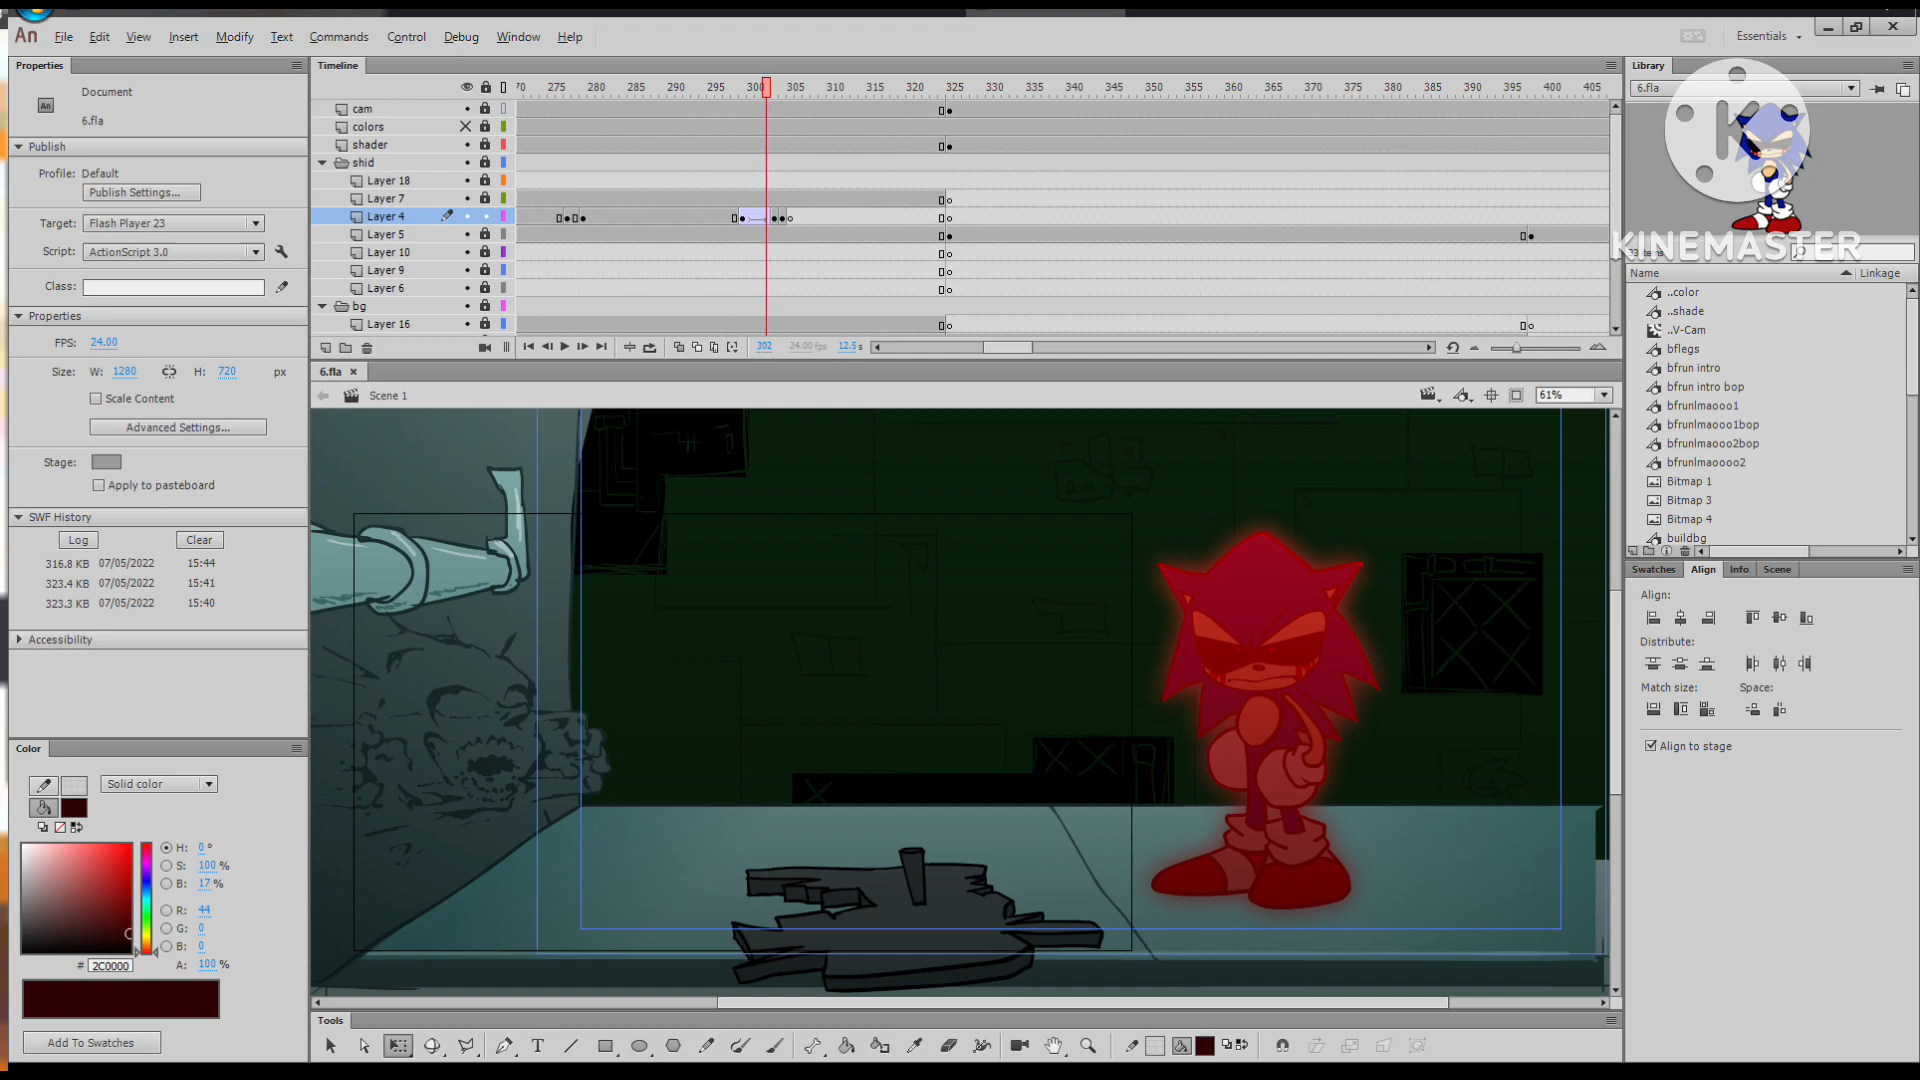 An File Edit View Insert Modify Text Commands Control Debug Window Help Essentials
Properties
Document
An
6.fla
Publish
Profile: Default
Publish Settings...
Target: Flash Player 23
Script: ActionScript 3.0
Class:
Properties
FPS: 24.00
Size: W: 1280 H: 720 px
Scale Content
Advanced Settings...
Stage:
Apply to pasteboard
SWF History
Log Clear
316.8 KB 07/05/2022 15:44
323.4 KB 07/05/2022 15:41
323.3 KB 07/05/2022 15:40
Accessibility
Color
Solid color
H: 0 °
S: 100 %
B: 17 %
R: 44
G: 0
B: 0
# 2C0000 A: 100 %
Add To Swatches
Timeline
70 275 280 285 290 295 300 305 310 315 320 325 330 335 340 345 350 355 360 365 370 375 380 385 390 395 400 405
cam
colors
shader
shid
Layer 18
Layer 7
Layer 4
Layer 5
Layer 10
Layer 9
Layer 6
bg
Layer 16
302 24.00 fps 12.5 s
6.fla
Scene 1
61%
Tools
Library
6.fla
K
KINEMASTER
items
Name Linkage
..color
..shade
..V-Cam
bflegs
bfrun intro
bfrun intro bop
bfrunlmaooo1
bfrunlmaooo1bop
bfrunlmaooo2bop
bfrunlmaoooo2
Bitmap 1
Bitmap 3
Bitmap 4
buildbg
Swatches Align Info Scene
Align:
Distribute:
Match size: Space:
Align to stage